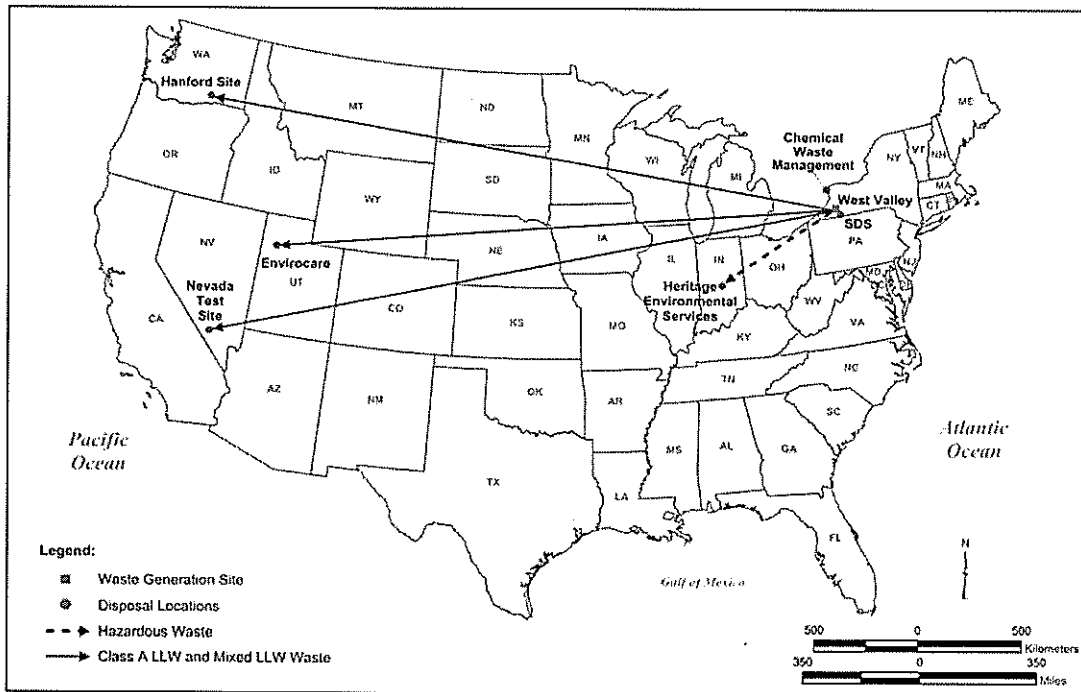 WA
Hanford Site
MT
ND
MN
ME
OR
ID
WY
SD
WI
MI
Chemical
Waste
Management
NY
VT
NH
MA
CT
West Valley
SDS
PA
NJ
MD
NV
Envirocare
UT
Nevada
Test
Site
CA
CO
NE
IA
IL
IN
OH
Heritage
Environmental
Services
WV
VA
KS
MO
KY
NC
TN
AZ
NM
OK
AR
SC
MS
AL
GA
TX
LA
FL
Pacific
Ocean
Atlantic
Ocean
Gulf of Mexico
N
Legend:
Waste Generation Site
Disposal Locations
Hazardous Waste
Class A LLW and Mixed LLW Waste
500 0 500
Kilometers
350 0 350
Miles